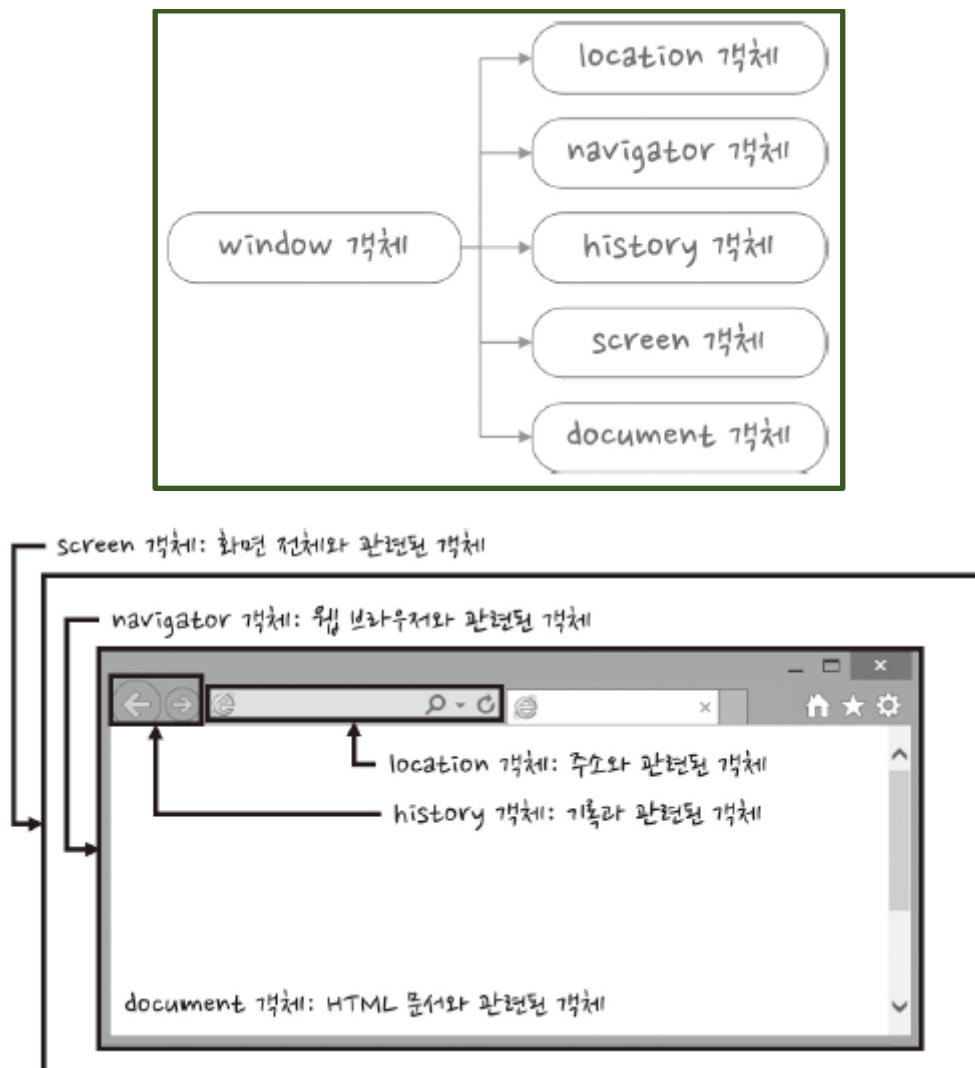 location 객체
navigator 객체
window 객체
history 객체
screen 객체
document 객체
screen 객체: 화면 전체와 관련된 객체
navigator 객체: 웹 브라우저와 관련된 객체
location 객체: 주소와 관련된 객체
history 객체: 기록과 관련된 객체
document 객체: HTML 문서와 관련된 객체